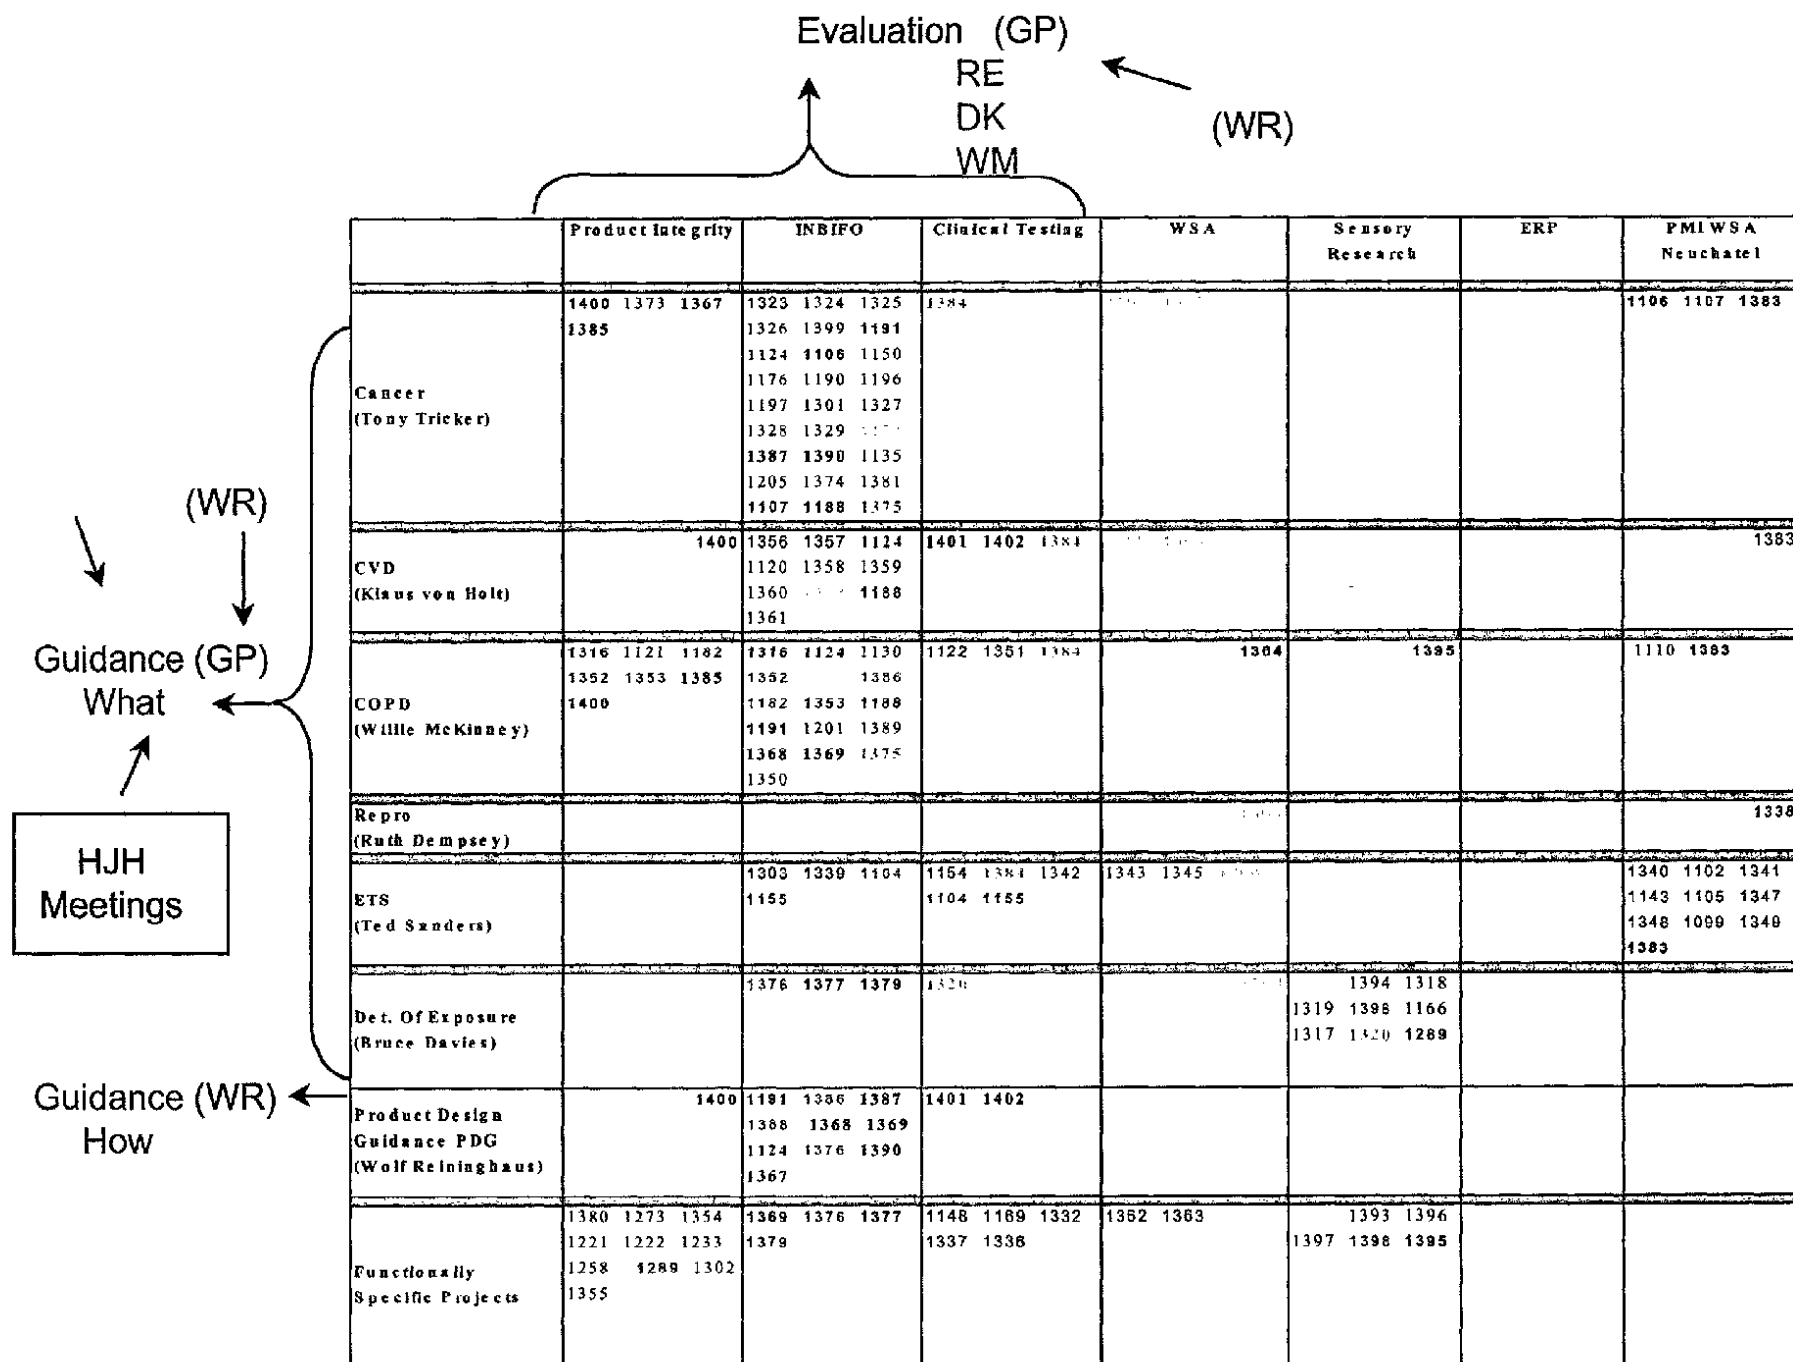 Evaluation (GP)
RE
DK
WM
(WR)
Product Integrity INBIFO Clinical Testing WSA Sensory Research ERP PMI WSA Neuchatel
Cancer
(Tony Tricker)
1400 1373 1367
1385
1323 1324 1325
1326 1399 1191
1124 1106 1150
1176 1190 1196
1197 1301 1327
1328 1329
1387 1390 1135
1205 1374 1381
1107 1188 1375
1384
1106 1107 1383
CVD
(Klaus von Holt)
1400
1356 1357 1124
1120 1358 1359
1360 1188
1361
1401 1402 1384
1383
COPD
(Willie McKinney)
1316 1121 1182
1352 1353 1385
1400
1316 1124 1130
1352 1386
1182 1353 1188
1191 1201 1389
1368 1369 1375
1350
1122 1351 1384
1364
1395
1110 1383
Repro
(Ruth Dempsey)
1338
ETS
(Ted Sanders)
1303 1339 1104
1155
1154 1384 1342
1104 1155
1343 1345
1340 1102 1341
1143 1105 1347
1348 1099 1349
1383
Det. Of Exposure
(Bruce Davies)
1376 1377 1379
1320
1394 1318
1319 1398 1166
1317 1320 1289
Product Design
Guidance PDG
(Wolf Reininghaus)
1400
1191 1386 1387
1388 1368 1369
1124 1376 1390
1367
1401 1402
Functionally
Specific Projects
1380 1273 1354
1221 1222 1233
1258 1289 1302
1355
1369 1376 1377
1379
1148 1169 1332
1337 1336
1362 1363
1393 1396
1397 1398 1395
(WR)
Guidance (GP)
What
HJH
Meetings
Guidance (WR)
How